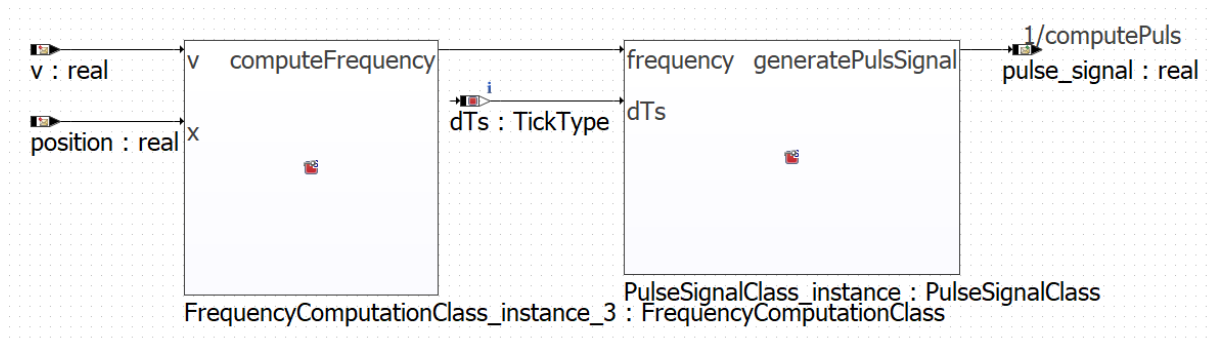 1/computePuls
v computeFrequency
frequency generatePulsSignal
v : real
pulse_signal : real
i
dTs : TickType
dTs
position : real
x
PulseSignalClass_instance : PulseSignalClass
FrequencyComputationClass_instance_3 : FrequencyComputationClass